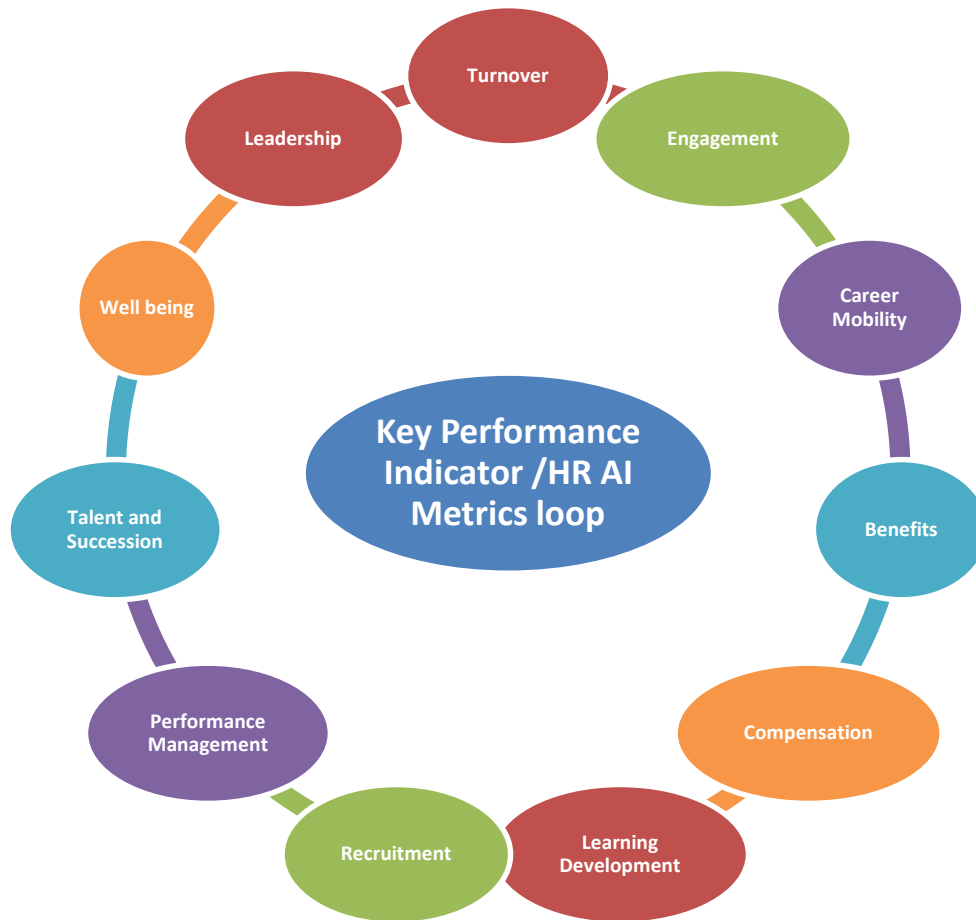 Turnover
Engagement
Career
Mobility
Benefits
Compensation
Learning
Development
Recruitment
Performance
Management
Talent and
Succession
Well being
Leadership
Key Performance
Indicator /HR AI
Metrics loop